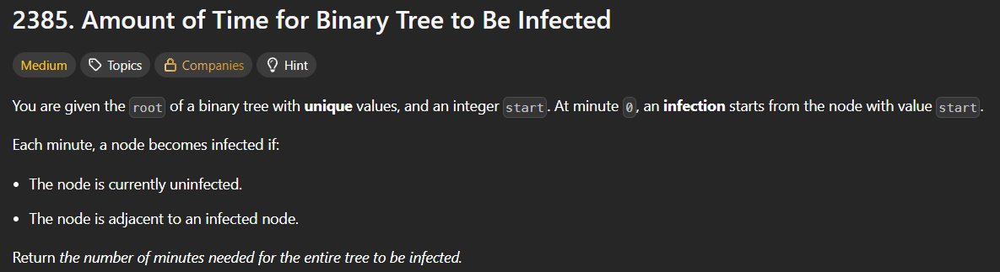 2385. Amount of Time for Binary Tree to Be Infected
Medium Topics Companies Hint
You are given the root of a binary tree with unique values, and an integer start. At minute 0, an infection starts from the node with value start.
Each minute, a node becomes infected if:
• The node is currently uninfected.
• The node is adjacent to an infected node.
Return the number of minutes needed for the entire tree to be infected.